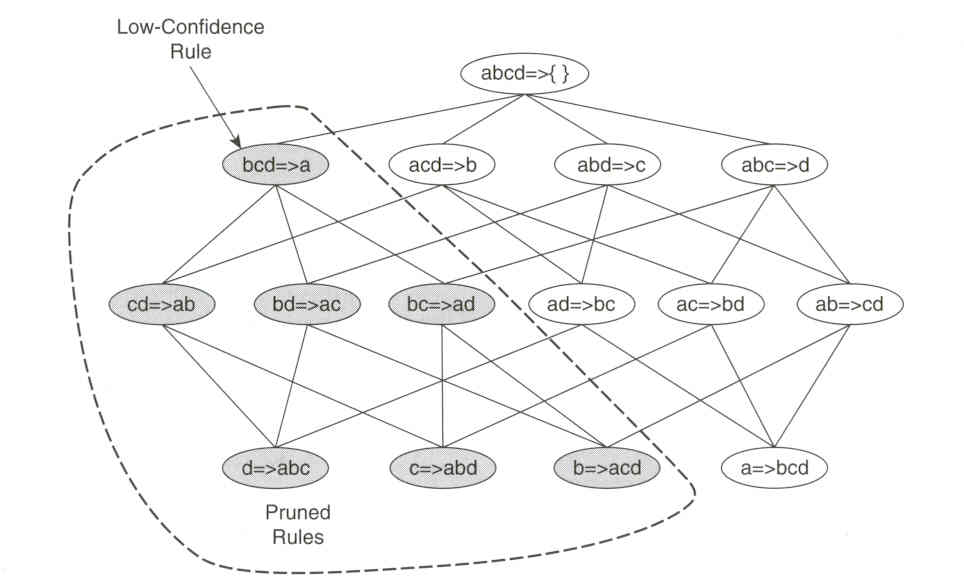 Low-Confidence
Rule
abcd=>{ }
bcd=>a
acd=>b
abd=>c
abc=>d
cd=>ab
bd=>ac
bc=>ad
ad=>bc
ac=>bd
ab=>cd
d=>abc
c=>abd
b=>acd
a=>bcd
Pruned
Rules